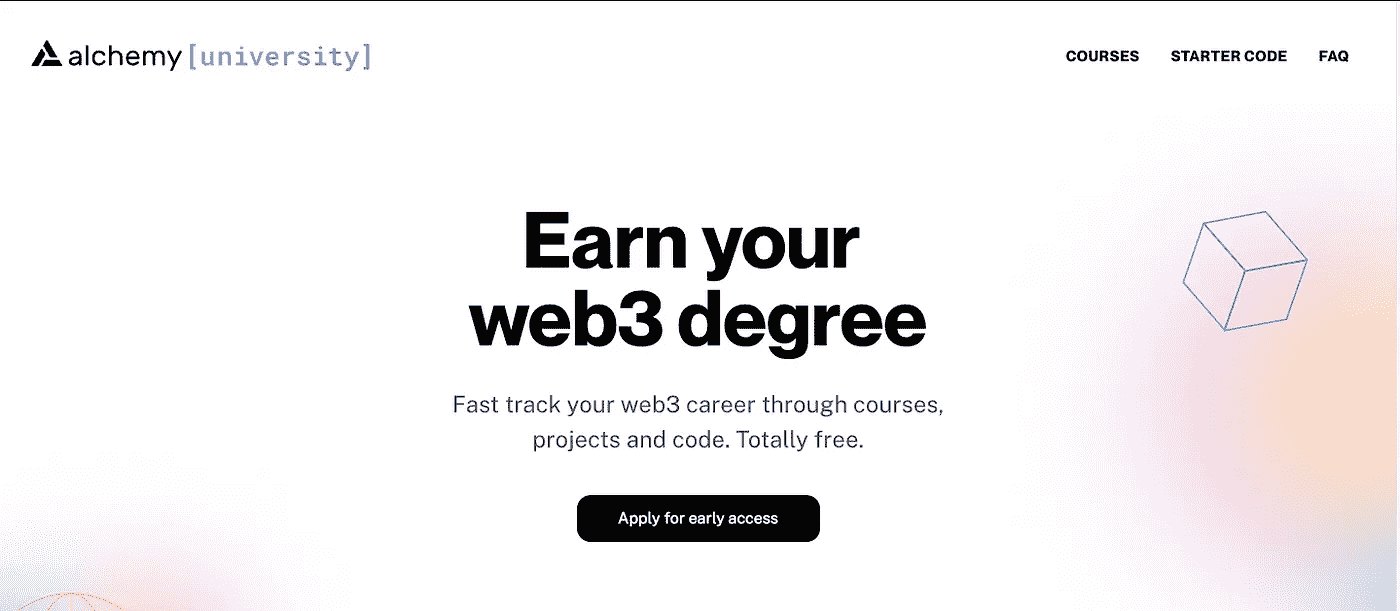 alchemy [university]
COURSES STARTER CODE FAQ
Earn your
web3 degree
Fast track your web3 career through courses,
projects and code. Totally free.
Apply for early access